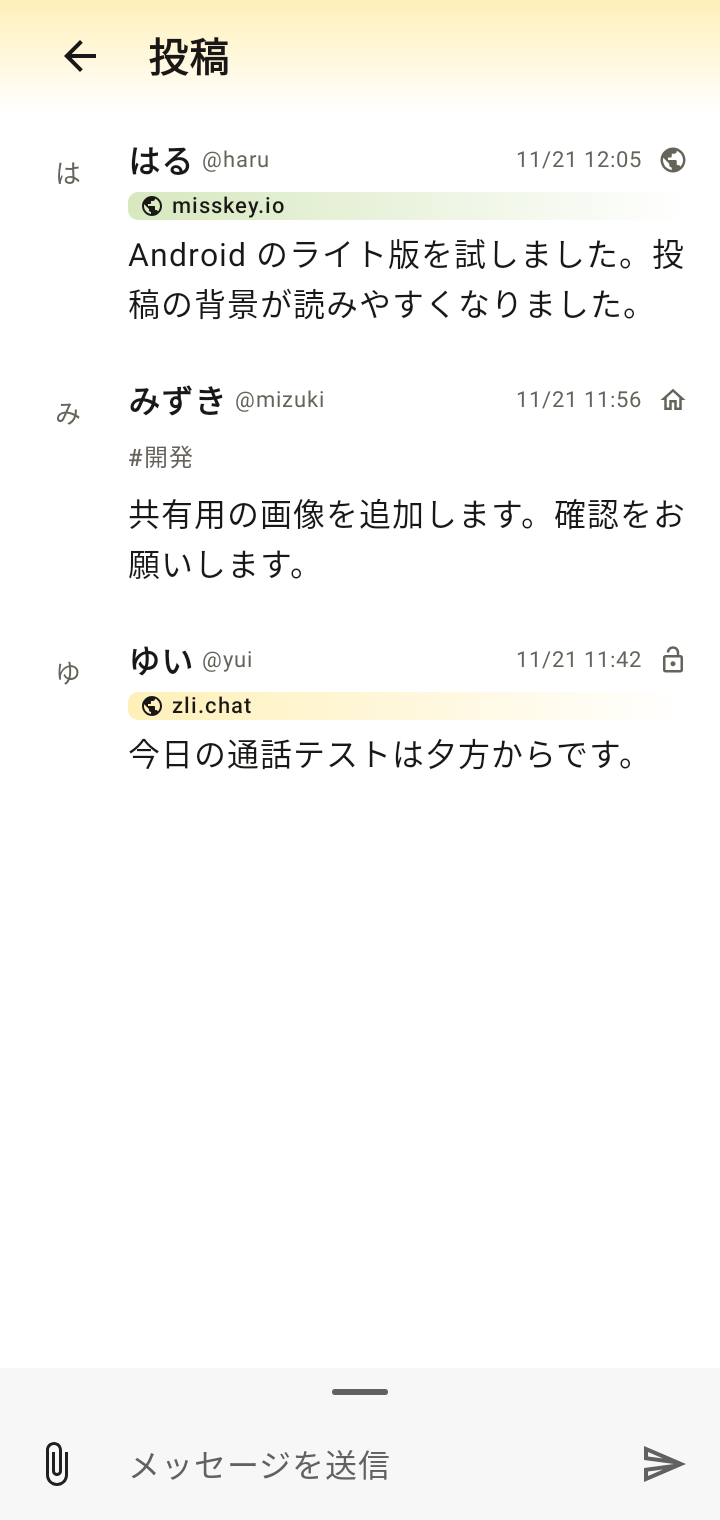 投稿
は
はる @haru 11/21 12:05
misskey.io
Android のライト版を試しました。投
稿の背景が読みやすくなりました。
み
みずき @mizuki 11/21 11:56
#開発
共有用の画像を追加します。確認をお
願いします。
ゆ
ゆい @yui 11/21 11:42
zli.chat
今日の通話テストは夕方からです。
メッセージを送信